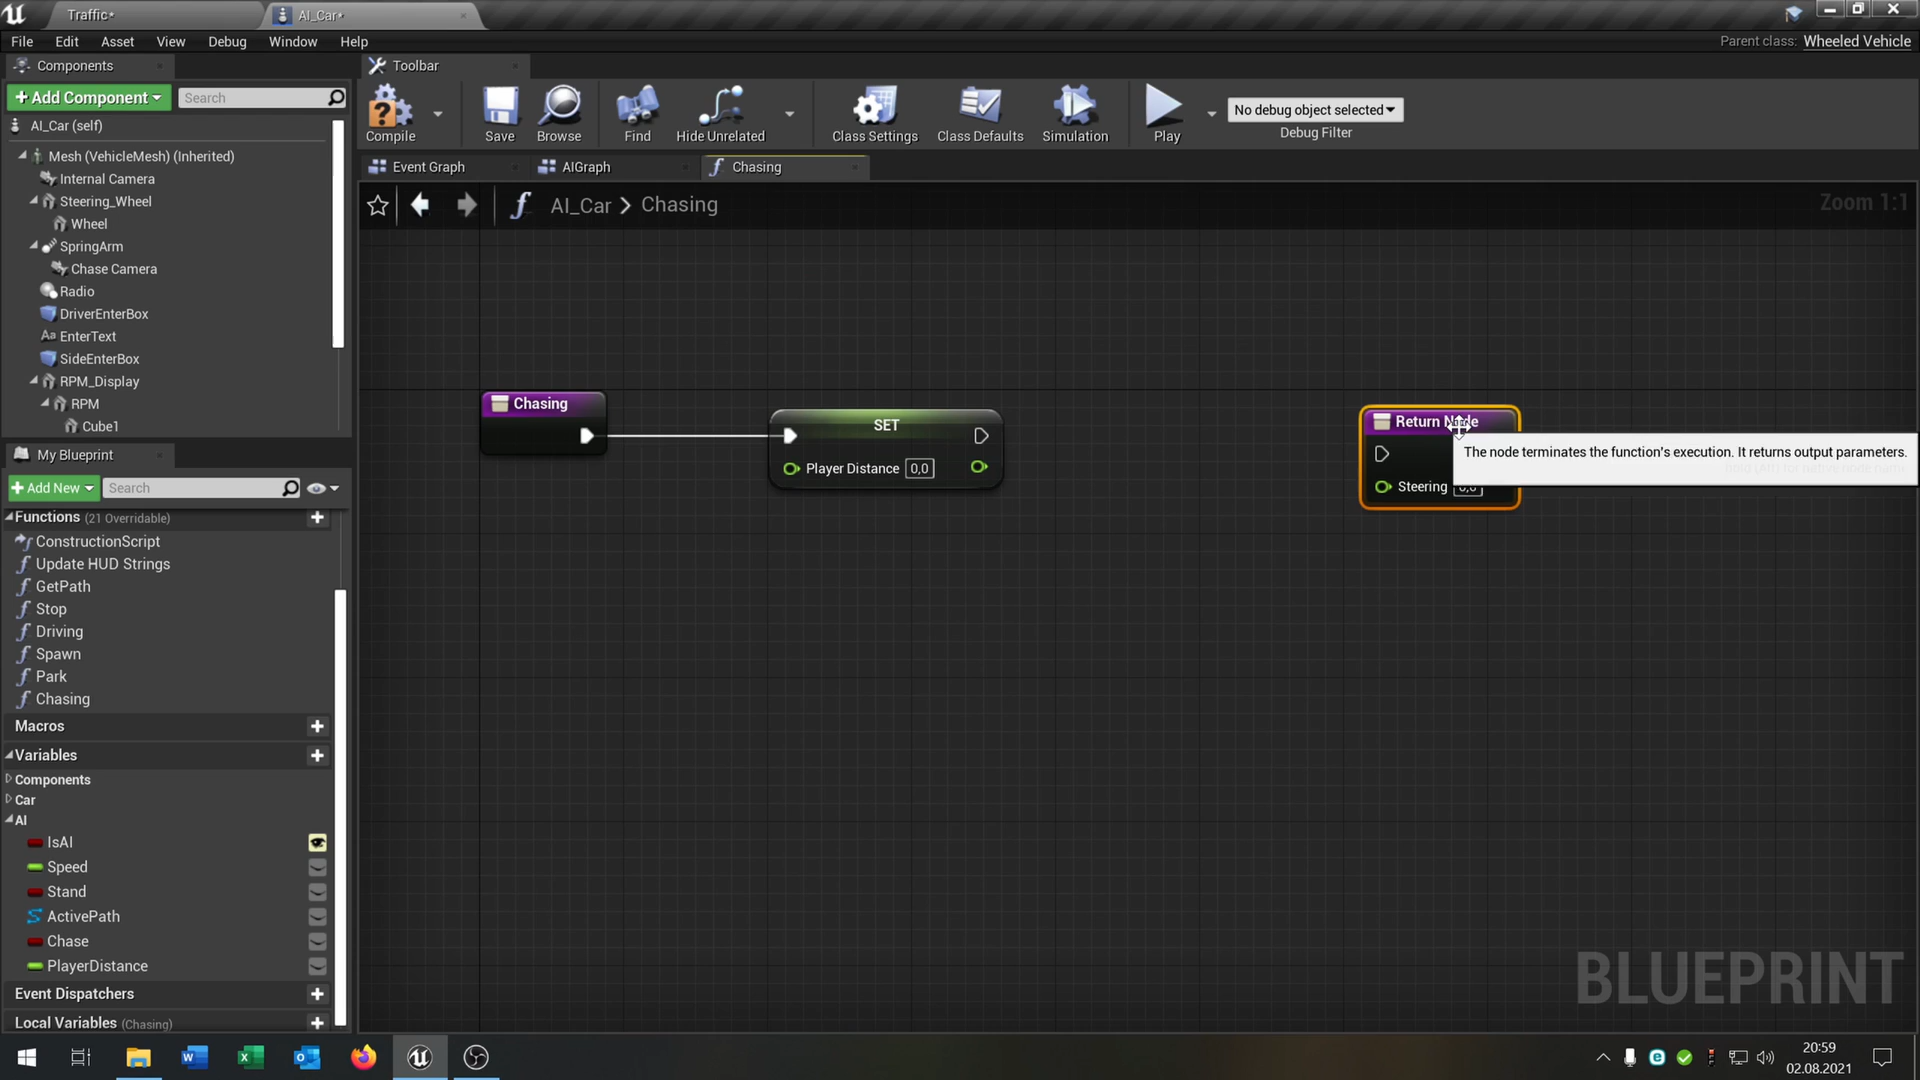 Traffic*
AI_Car*
File Edit Asset View Debug Window Help
Parent class: Wheeled Vehicle
Components
Toolbar
Add Component
Search
Compile
Save
Browse
Find
Hide Unrelated
Class Settings
Class Defaults
Simulation
Play
No debug object selected
Debug Filter
AI_Car (self)
Mesh (VehicleMesh) (Inherited)
Internal Camera
Steering_Wheel
Wheel
SpringArm
Chase Camera
Radio
DriverEnterBox
Aa EnterText
SideEnterBox
RPM_Display
RPM
Cube1
Event Graph
AIGraph
f Chasing
f AI_Car > Chasing
Zoom 1:1
Chasing
SET
Player Distance 0,0
Return Node
The node terminates the function's execution. It returns output parameters.
Steering
My Blueprint
Add New
Search
Functions (21 Overridable)
ConstructionScript
f Update HUD Strings
f GetPath
f Stop
f Driving
f Spawn
f Park
f Chasing
Macros
Variables
Components
Car
AI
IsAI
Speed
Stand
ActivePath
Chase
PlayerDistance
Event Dispatchers
Local Variables (Chasing)
BLUEPRINT
20:59
02.08.2021